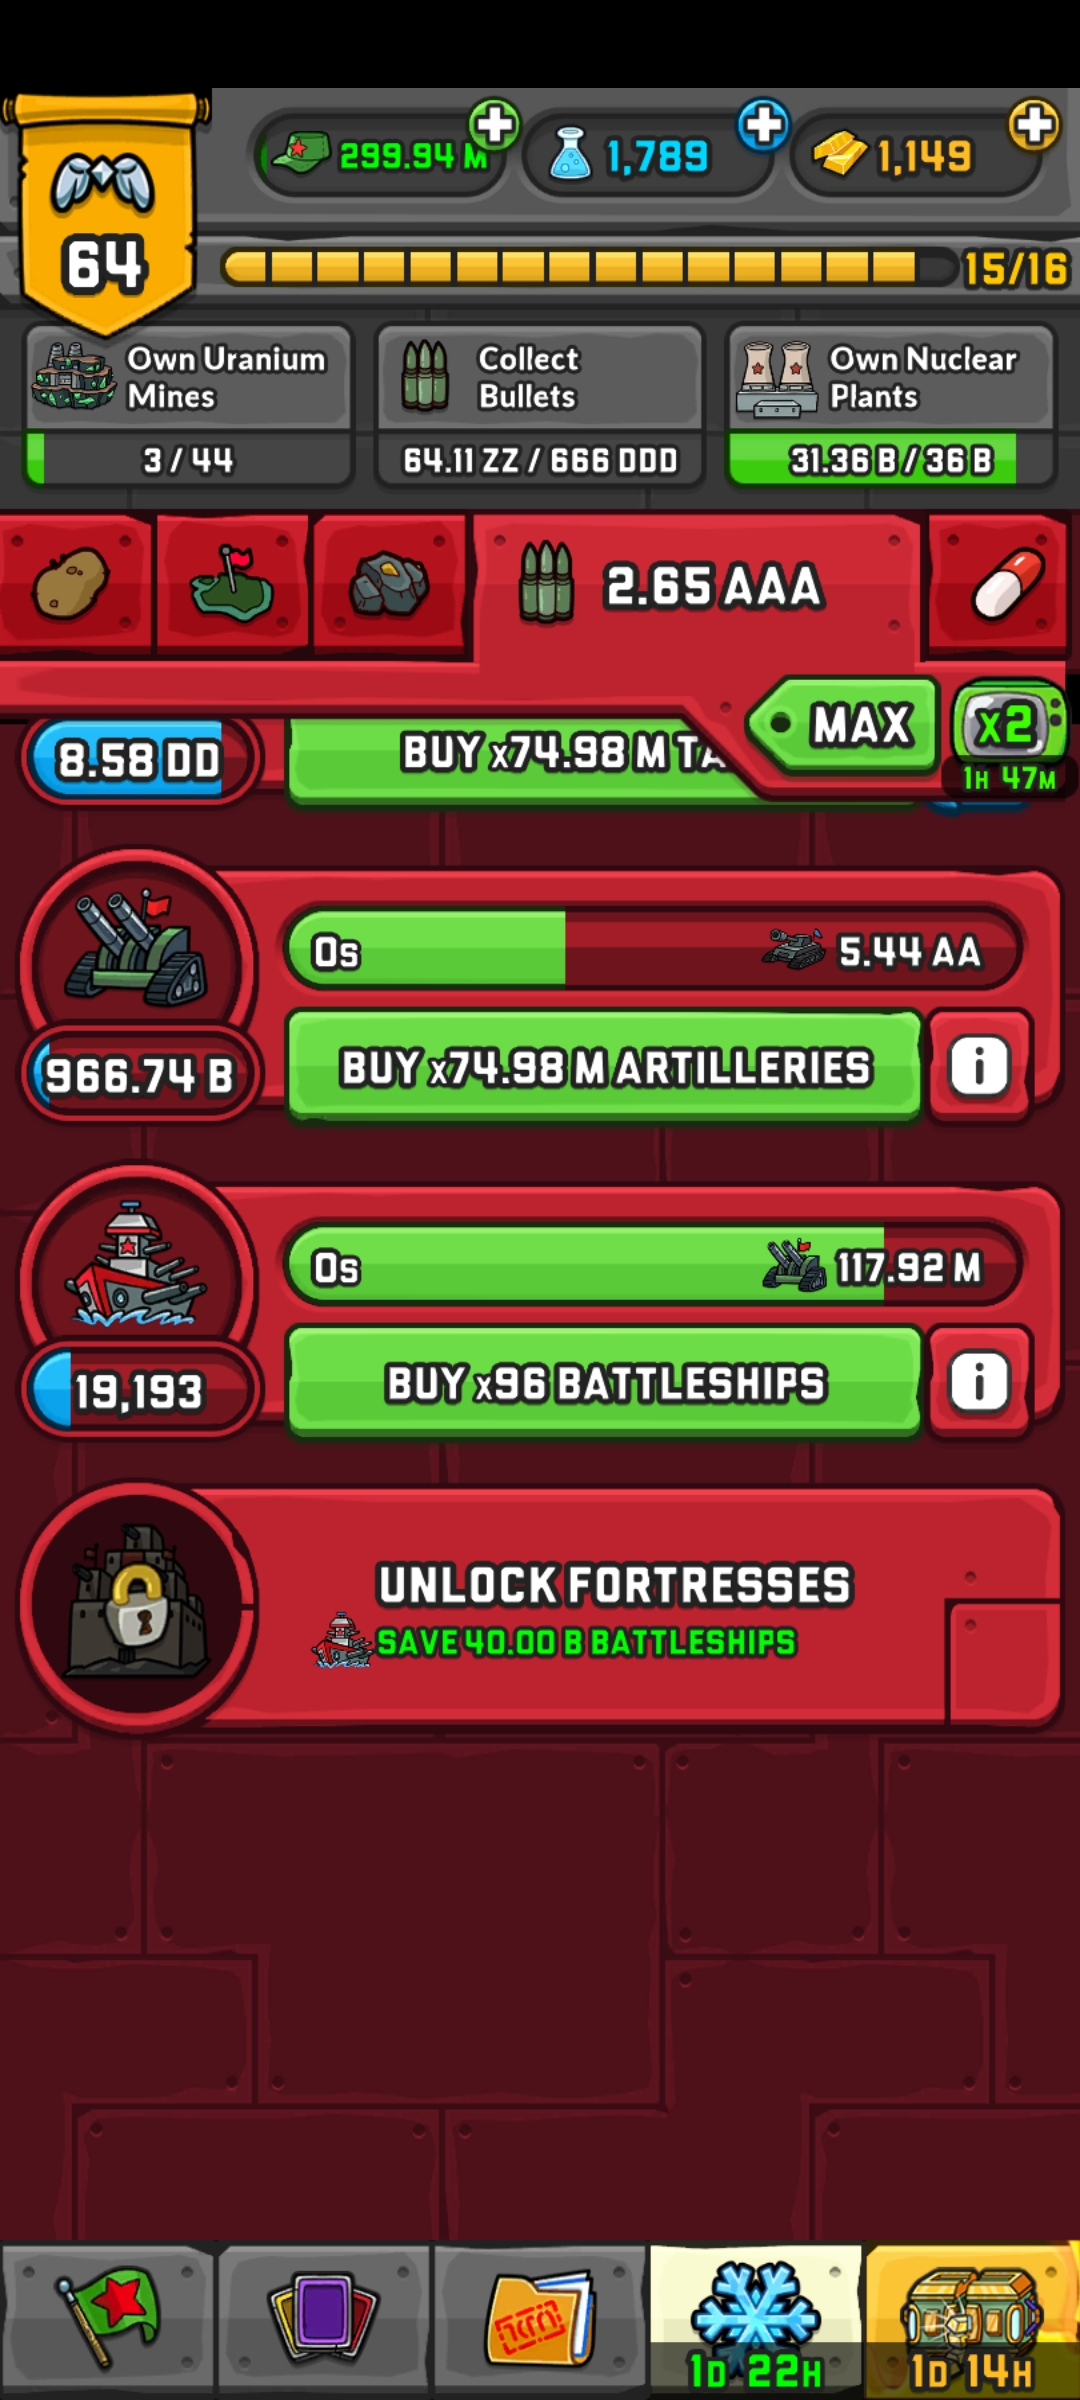 299.94 M
1,789
1,149
64
15/16
Own Uranium
Mines
3 / 44
Collect
Bullets
64.11 ZZ / 666 DDD
Own Nuclear
Plants
31.36 B / 36 B
2.65 AAA
MAX
x2
1H 47M
8.58 DD
BUY x74.98 M TA
0s
5.44 AA
966.74 B
BUY x74.98 M ARTILLERIES
i
0s
117.92 M
19,193
BUY x96 BATTLESHIPS
i
UNLOCK FORTRESSES
SAVE 40.00 B BATTLESHIPS
1D 22H
1D 14H